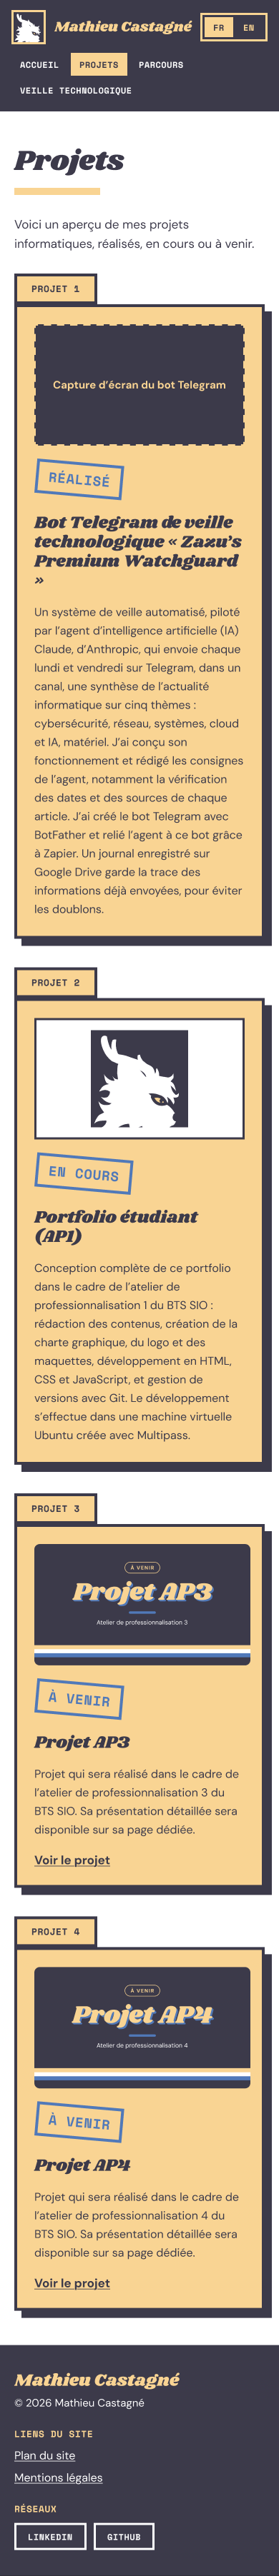 Mathieu Castagné
FR EN
ACCUEIL PROJETS PARCOURS
VEILLE TECHNOLOGIQUE
Projets
Voici un aperçu de mes projets
informatiques, réalisés, en cours ou à venir.
PROJET 1
Capture d’écran du bot Telegram
RÉALISÉ
Bot Telegram de veille
technologique « Zazu’s
Premium Watchguard
»
Un système de veille automatisé, piloté
par l’agent d’intelligence artificielle (IA)
Claude, d’Anthropic, qui envoie chaque
lundi et vendredi sur Telegram, dans un
canal, une synthèse de l’actualité
informatique sur cinq thèmes :
cybersécurité, réseau, systèmes, cloud
et IA, matériel. J’ai conçu son
fonctionnement et rédigé les consignes
de l’agent, notamment la vérification
des dates et des sources de chaque
article. J’ai créé le bot Telegram avec
BotFather et relié l’agent à ce bot grâce
à Zapier. Un journal enregistré sur
Google Drive garde la trace des
informations déjà envoyées, pour éviter
les doublons.
PROJET 2
EN COURS
Portfolio étudiant
(AP1)
Conception complète de ce portfolio
dans le cadre de l’atelier de
professionnalisation 1 du BTS SIO :
rédaction des contenus, création de la
charte graphique, du logo et des
maquettes, développement en HTML,
CSS et JavaScript, et gestion de
versions avec Git. Le développement
s’effectue dans une machine virtuelle
Ubuntu créée avec Multipass.
PROJET 3
À VENIR
Projet AP3
Atelier de professionnalisation 3
À VENIR
Projet AP3
Projet qui sera réalisé dans le cadre de
l’atelier de professionnalisation 3 du
BTS SIO. Sa présentation détaillée sera
disponible sur sa page dédiée.
Voir le projet
PROJET 4
À VENIR
Projet AP4
Atelier de professionnalisation 4
À VENIR
Projet AP4
Projet qui sera réalisé dans le cadre de
l’atelier de professionnalisation 4 du
BTS SIO. Sa présentation détaillée sera
disponible sur sa page dédiée.
Voir le projet
Mathieu Castagné
© 2026 Mathieu Castagné
LIENS DU SITE
Plan du site
Mentions légales
RÉSEAUX
LINKEDIN GITHUB